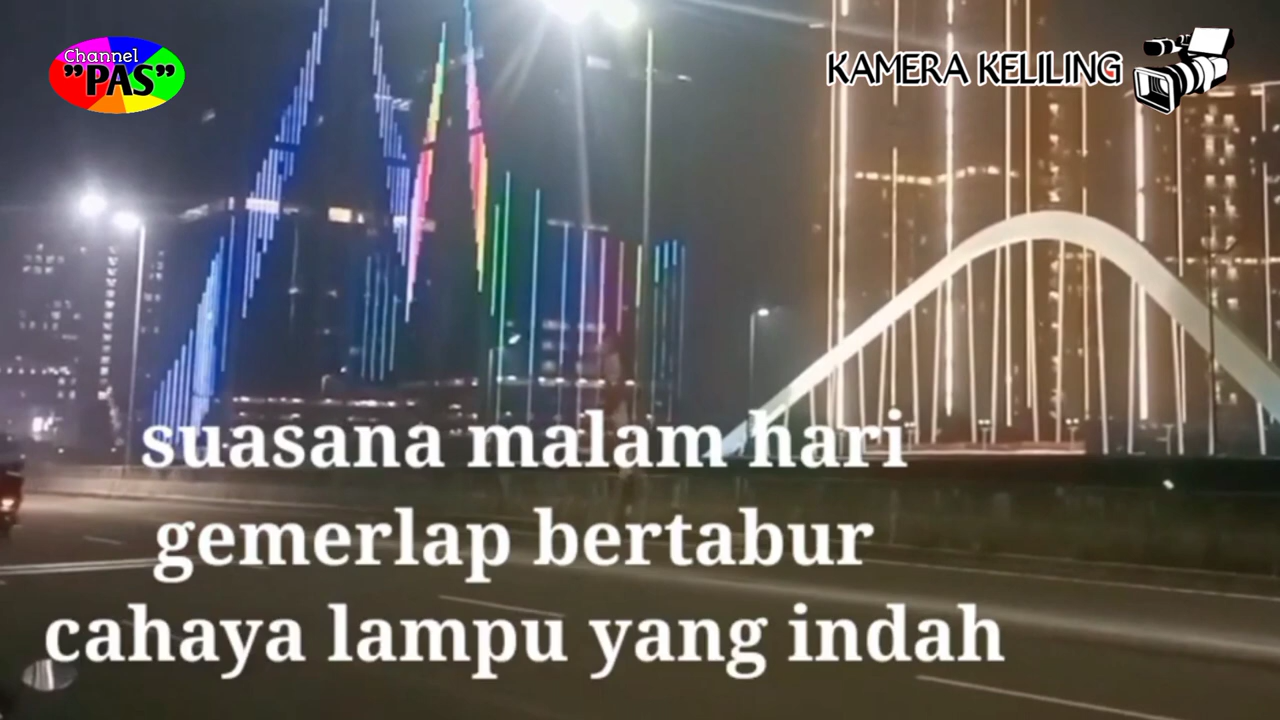 Channel
"PAS"
KAMERA KELILING
suasana malam hari
gemerlap bertabur
cahaya lampu yang indah